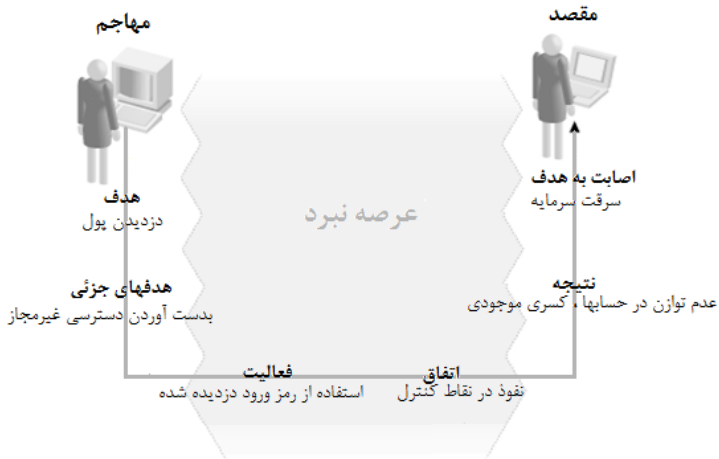 مقصد
مهاجم
اصابت به هدف
سرقت سرمایه
هدف
دزدیدن پول
عرصه نبرد
نتیجه
عدم توازن در حسابها ، کسری موجودی
هدفهای جزئی
بدست آوردن دسترسی غیرمجاز
اتفاق
نفوذ در نقاط کنترل
فعالیت
استفاده از رمز ورود دزدیده شده